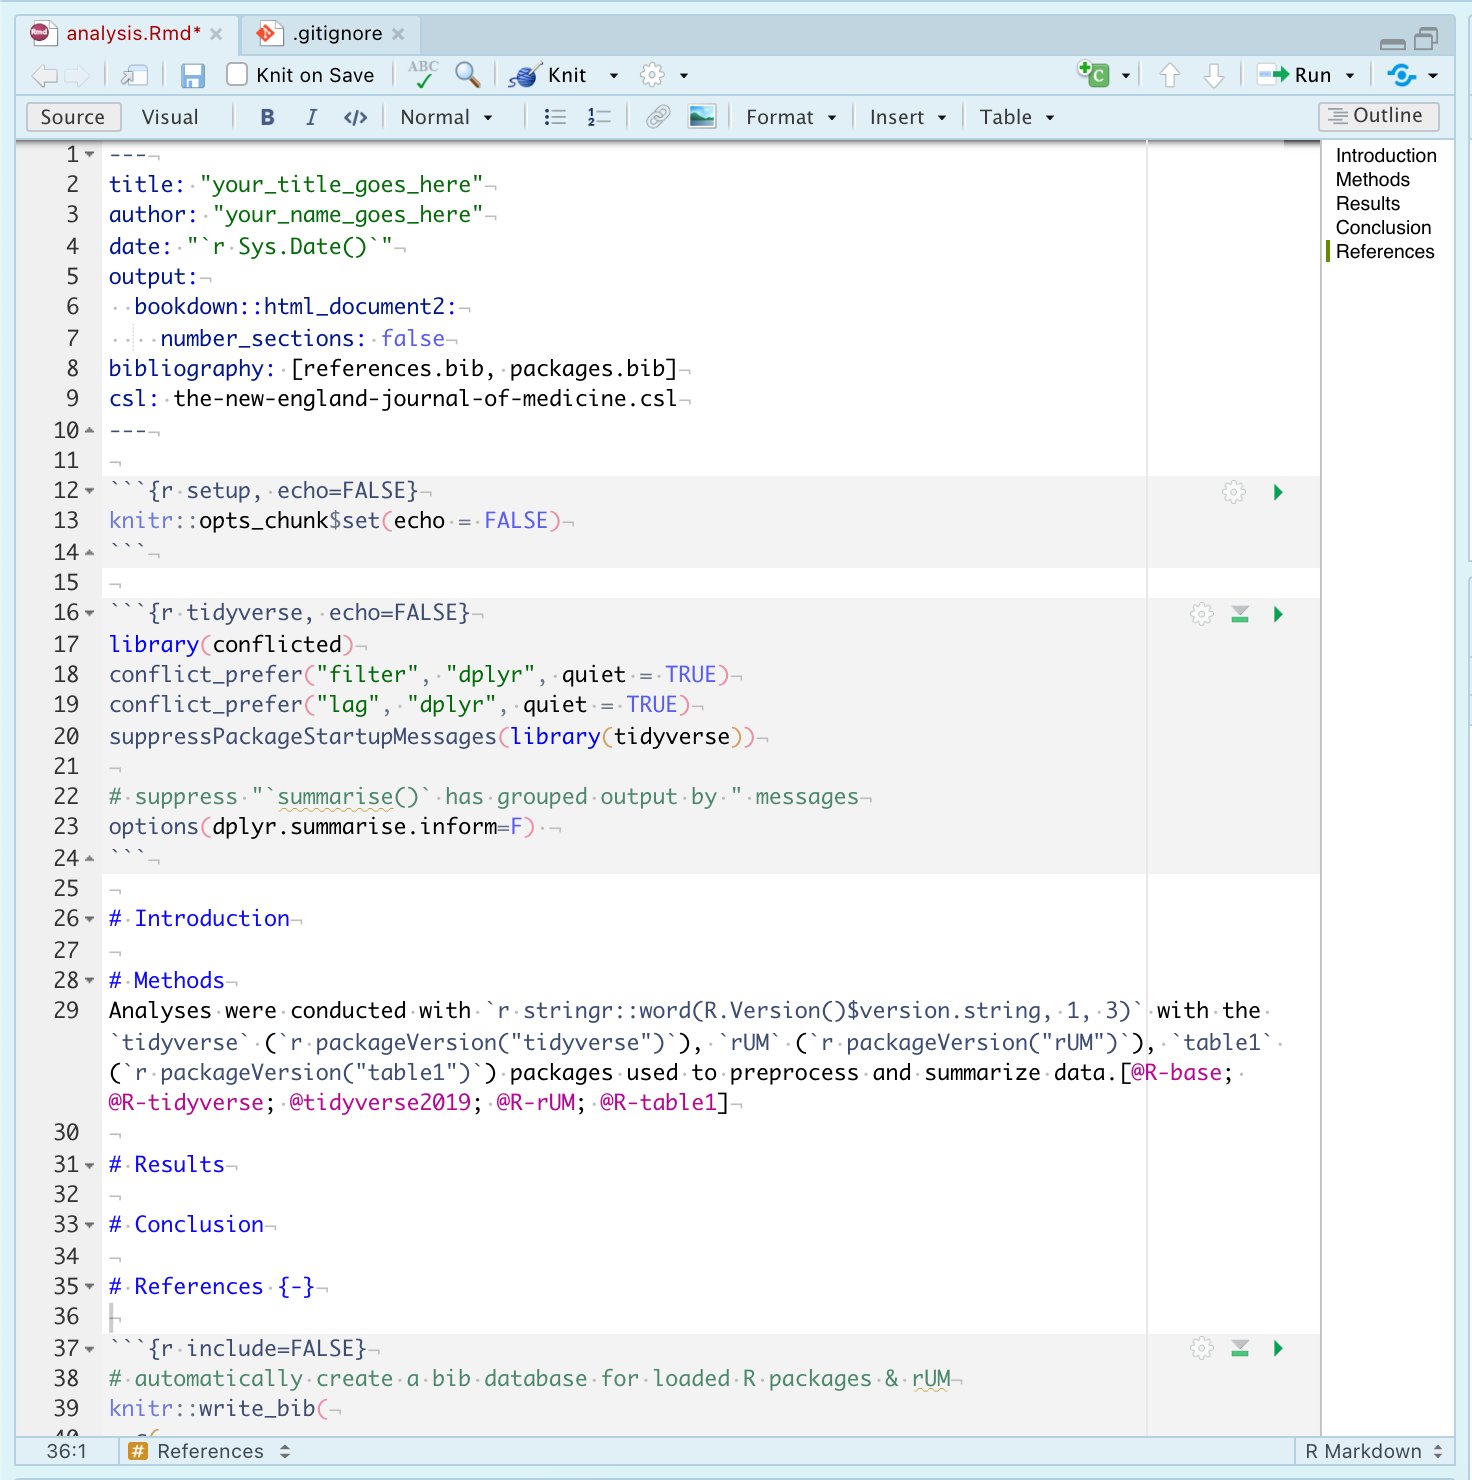 analysis.Rmd*
.gitignore
Knit on Save
ABC
Knit
C
Run
Source
Visual
B
I
</>
Normal
Format
Insert
Table
Outline
1 ---
2 title: "your_title_goes_here"
3 author: "your_name_goes_here"
4 date: "`r Sys.Date()`"
5 output:
6   bookdown::html_document2:
7     number_sections: false
8 bibliography: [references.bib, packages.bib]
9 csl: the-new-england-journal-of-medicine.csl
10 ---
11
12 ```{r setup, echo=FALSE}
13 knitr::opts_chunk$set(echo = FALSE)
14 ```
15
16 ```{r tidyverse, echo=FALSE}
17 library(conflicted)
18 conflict_prefer("filter", "dplyr", quiet = TRUE)
19 conflict_prefer("lag", "dplyr", quiet = TRUE)
20 suppressPackageStartupMessages(library(tidyverse))
21
22 # suppress "`summarise()` has grouped output by " messages
23 options(dplyr.summarise.inform=F)
24 ```
25
26 # Introduction
27
28 # Methods
29 Analyses were conducted with `r stringr::word(R.Version()$version.string, 1, 3)` with the
`tidyverse` (`r packageVersion("tidyverse")`), `rUM` (`r packageVersion("rUM")`), `table1`
(`r packageVersion("table1")`) packages used to preprocess and summarize data.[@R-base;
@R-tidyverse; @tidyverse2019; @R-rUM; @R-table1]
30
31 # Results
32
33 # Conclusion
34
35 # References {-}
36
37 ```{r include=FALSE}
38 # automatically create a bib database for loaded R packages & rUM
39 knitr::write_bib(
40   c(
Introduction
Methods
Results
Conclusion
References
36:1
# References
R Markdown